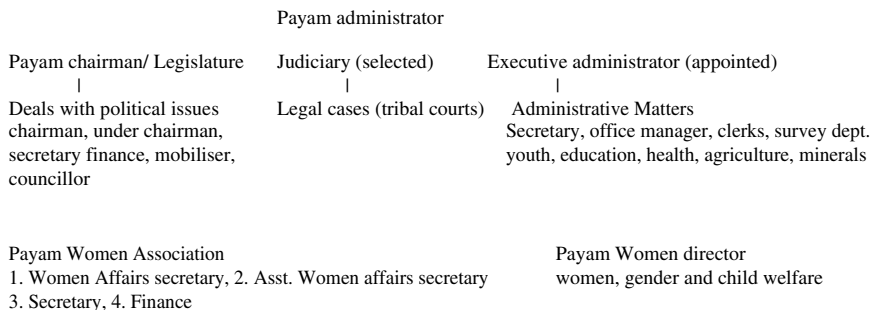 Payam administrator
Payam chairman/ Legislature Judiciary (selected) Executive administrator (appointed)
Deals with political issues Legal cases (tribal courts) Administrative Matters
chairman, under chairman, Secretary, office manager, clerks, survey dept.
secretary finance, mobiliser, youth, education, health, agriculture, minerals
councillor
Payam Women Association Payam Women director
1. Women Affairs secretary, 2. Asst. Women affairs secretary women, gender and child welfare
3. Secretary, 4. Finance